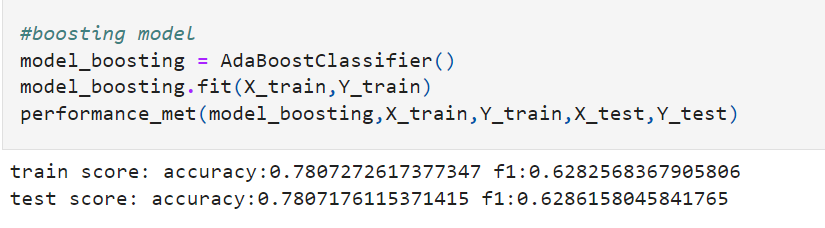 #boosting model
model_boosting = AdaBoostClassifier()
model_boosting.fit(X_train,Y_train)
performance_met(model_boosting,X_train,Y_train,X_test,Y_test)
train score: accuracy:0.7807272617377347 f1:0.6282568367905806
test score: accuracy:0.7807176115371415 f1:0.6286158045841765